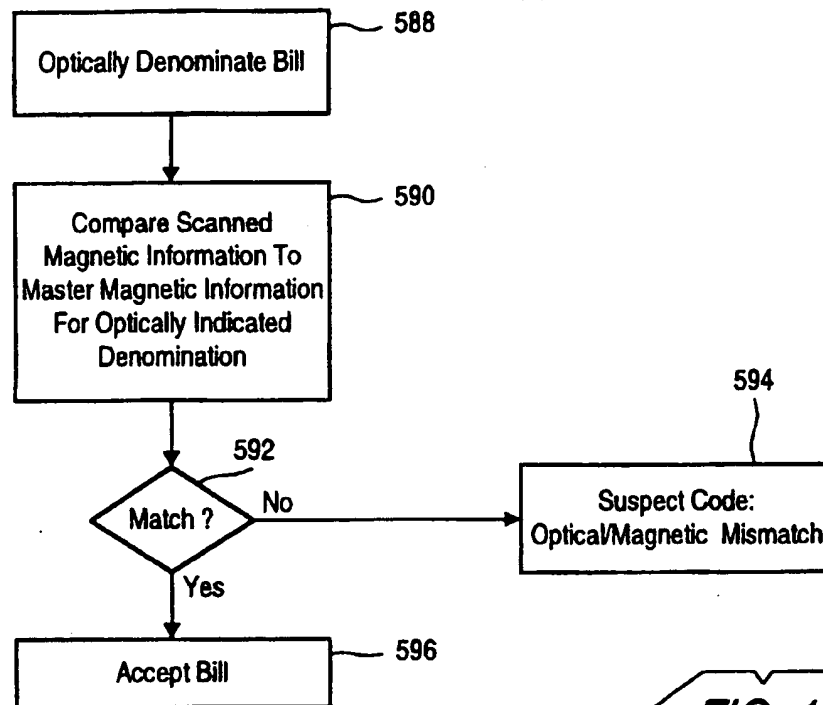 588
Optically Denominate Bill
590
Compare Scanned
Magnetic Information To
Master Magnetic Information
For Optically Indicated
Denomination
592
Match ?
No
594
Suspect Code:
Optical/Magnetic Mismatch
Yes
596
Accept Bill